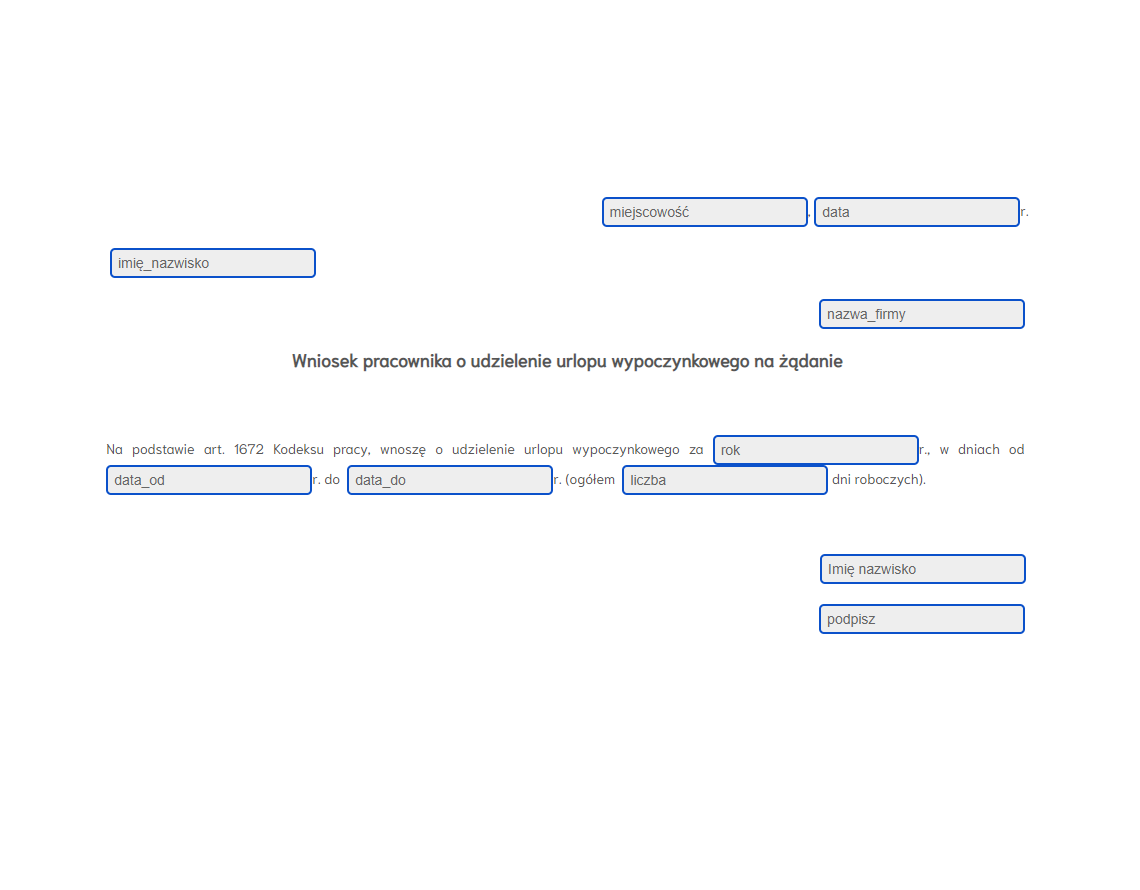 miejscowość, data r.
imię_nazwisko
nazwa_firmy
Wniosek pracownika o udzielenie urlopu wypoczynkowego na żądanie
Na podstawie art. 1672 Kodeksu pracy, wnoszę o udzielenie urlopu wypoczynkowego za rok r., w dniach od
data_od r. do data_do r. (ogółem liczba dni roboczych).
Imię nazwisko
podpisz